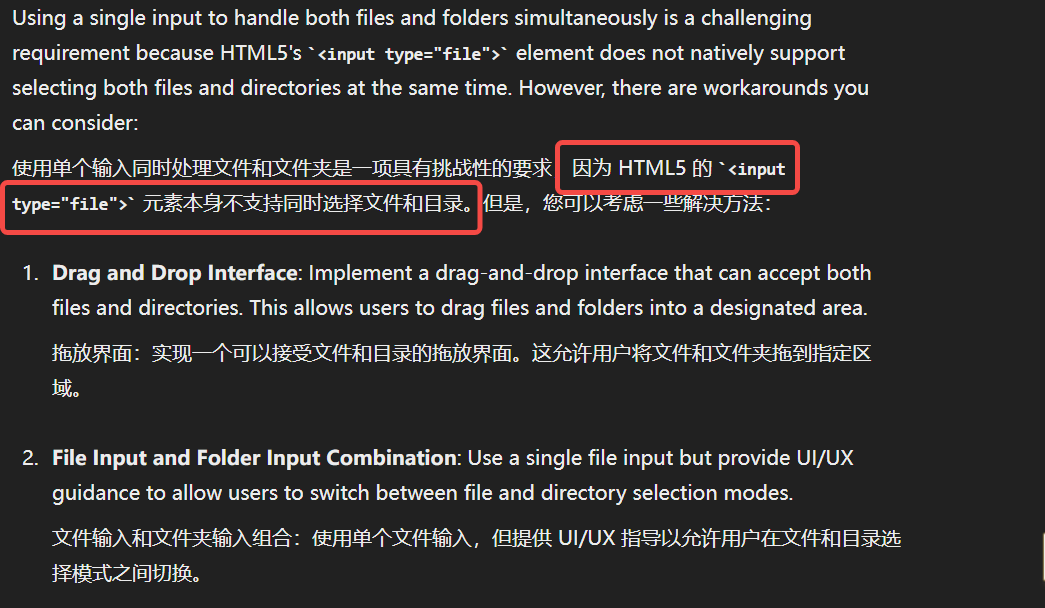 Using a single input to handle both files and folders simultaneously is a challenging
requirement because HTML5's `<input type="file">` element does not natively support
selecting both files and directories at the same time. However, there are workarounds you
can consider:
使用单个输入同时处理文件和文件夹是一项具有挑战性的要求 因为 HTML5 的 `<input
type="file">` 元素本身不支持同时选择文件和目录。但是，您可以考虑一些解决方法：
1. Drag and Drop Interface: Implement a drag-and-drop interface that can accept both
files and directories. This allows users to drag files and folders into a designated area.
拖放界面：实现一个可以接受文件和目录的拖放界面。这允许用户将文件和文件夹拖到指定区
域。
2. File Input and Folder Input Combination: Use a single file input but provide UI/UX
guidance to allow users to switch between file and directory selection modes.
文件输入和文件夹输入组合：使用单个文件输入，但提供 UI/UX 指导以允许用户在文件和目录选
择模式之间切换。